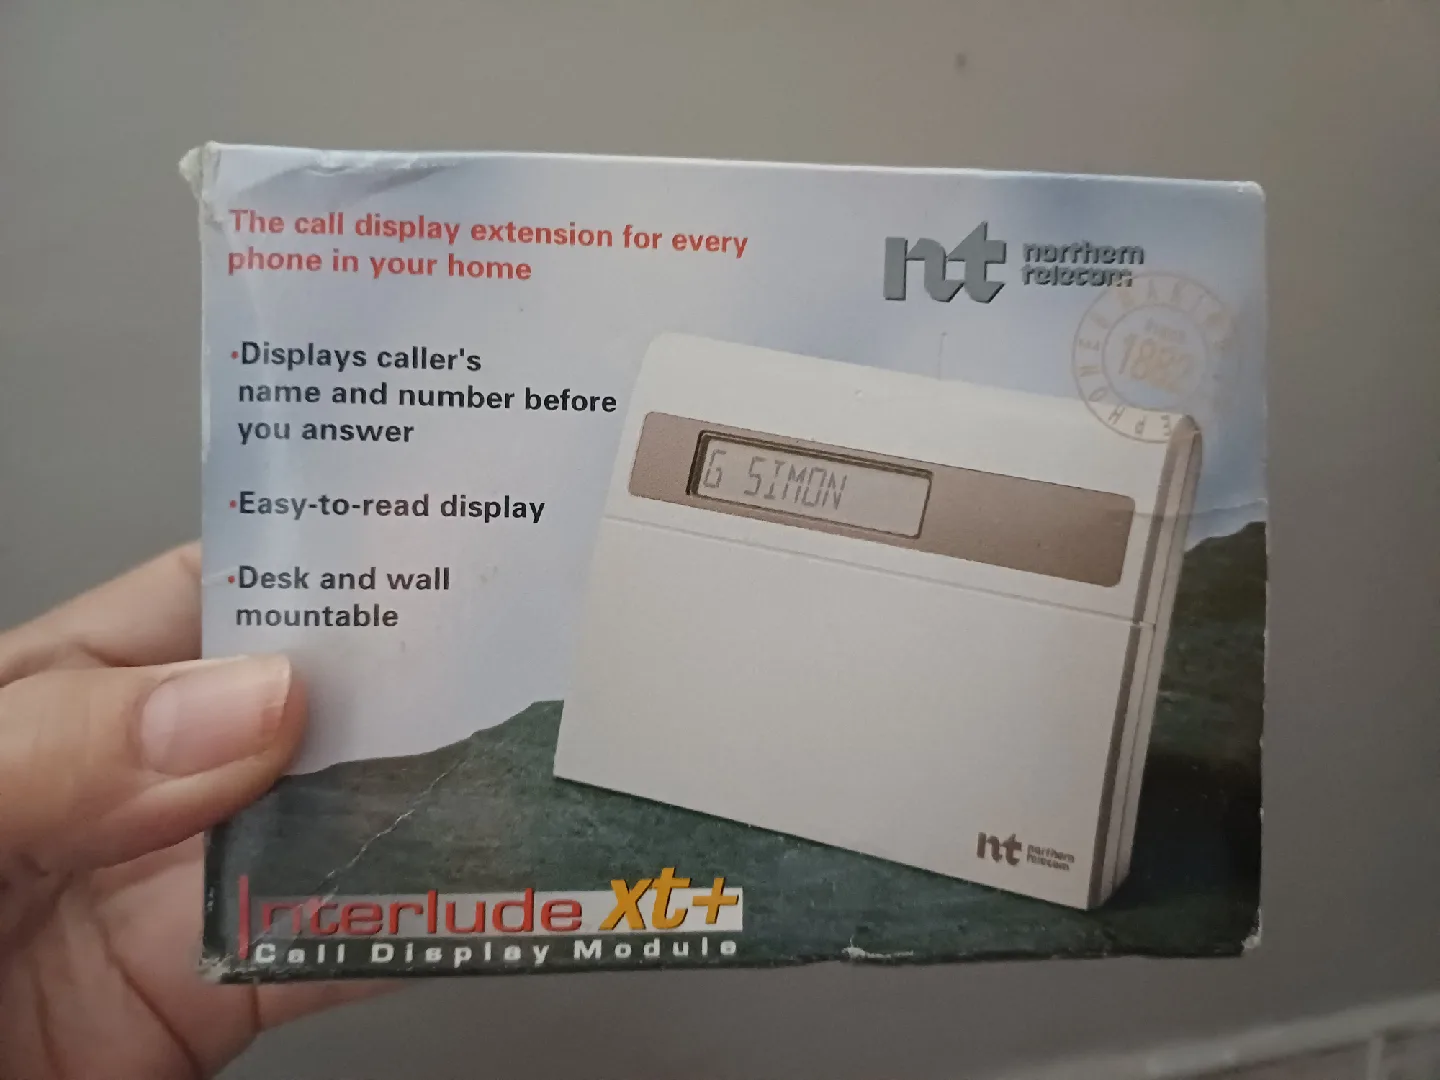 The call display extension for every
phone in your home
nt northern
telecom
•Displays caller's
name and number before
you answer
•Easy-to-read display
•Desk and wall
mountable
G SIMON
nt northern
telecom
Interlude xt+
Call Display Module